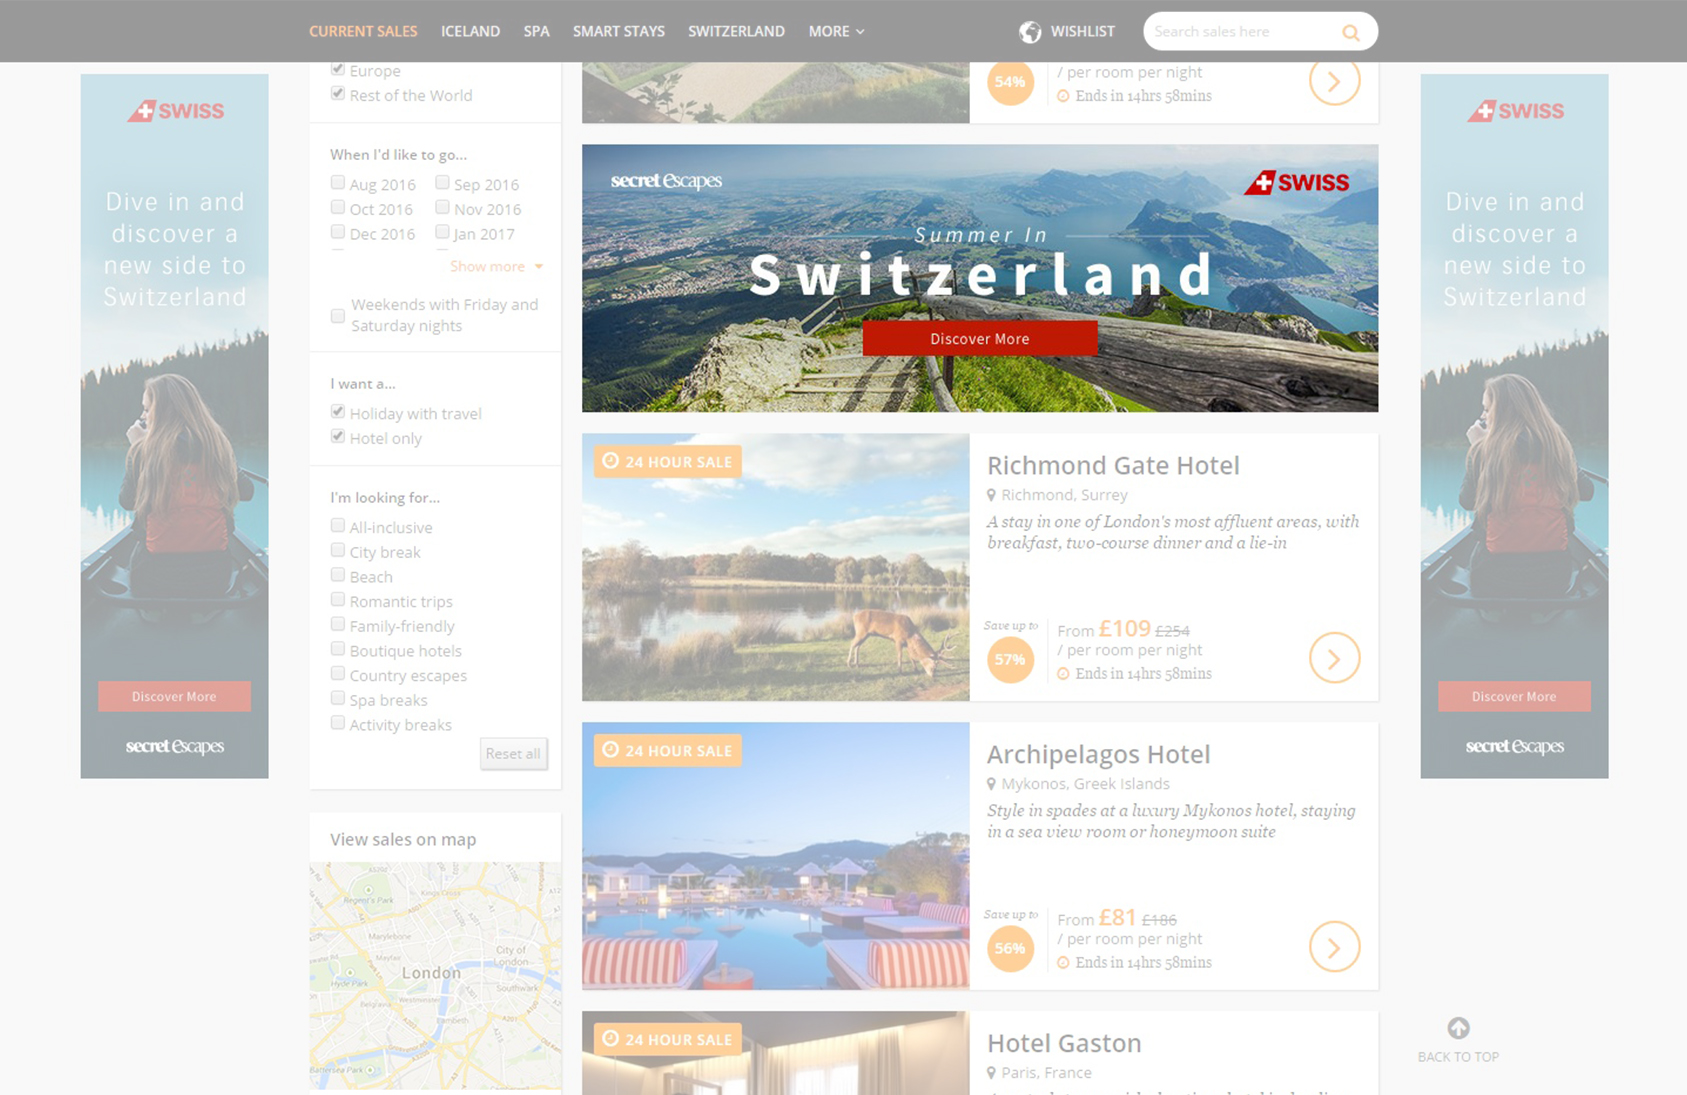 CURRENT SALES
ICELAND
SPA
SMART STAYS
SWITZERLAND
MORE
WISHLIST
Search sales here
SWISS
Dive in and
discover a
new side to
Switzerland
Discover More
secret escapes
Europe
Rest of the World
When I'd like to go...
Aug 2016
Sep 2016
Oct 2016
Nov 2016
Dec 2016
Jan 2017
Show more
Weekends with Friday and
Saturday nights
I want a...
Holiday with travel
Hotel only
I'm looking for...
All-inclusive
City break
Beach
Romantic trips
Family-friendly
Boutique hotels
Country escapes
Spa breaks
Activity breaks
Reset all
View sales on map
Regent's Park
Kings Cross
Marylebone
City of
London
Mayfair
London
Hyde Park
Southwark
Westminster
Belgravia
Lambeth
Battersea Park
54%
/ per room per night
Ends in 14hrs 58mins
secret escapes
SWISS
Summer In
Switzerland
Discover More
24 HOUR SALE
Richmond Gate Hotel
Richmond, Surrey
A stay in one of London's most affluent areas, with
breakfast, two-course dinner and a lie-in
Save up to
57%
From £109 £254
/ per room per night
Ends in 14hrs 58mins
24 HOUR SALE
Archipelagos Hotel
Mykonos, Greek Islands
Style in spades at a luxury Mykonos hotel, staying
in a sea view room or honeymoon suite
Save up to
56%
From £81 £186
/ per room per night
Ends in 14hrs 58mins
24 HOUR SALE
Hotel Gaston
Paris, France
SWISS
Dive in and
discover a
new side to
Switzerland
Discover More
secret escapes
BACK TO TOP